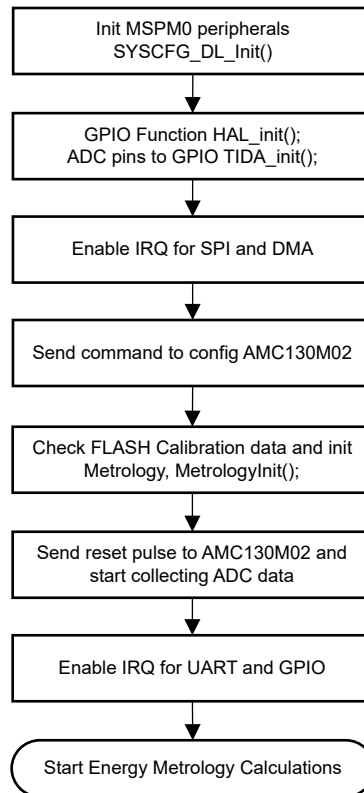 Init MSPM0 peripherals
SYSCFG_DL_Init()
GPIO Function HAL_init();
ADC pins to GPIO TIDA_init();
Enable IRQ for SPI and DMA
Send command to config AMC130M02
Check FLASH Calibration data and init
Metrology, MetrologyInit();
Send reset pulse to AMC130M02 and
start collecting ADC data
Enable IRQ for UART and GPIO
Start Energy Metrology Calculations